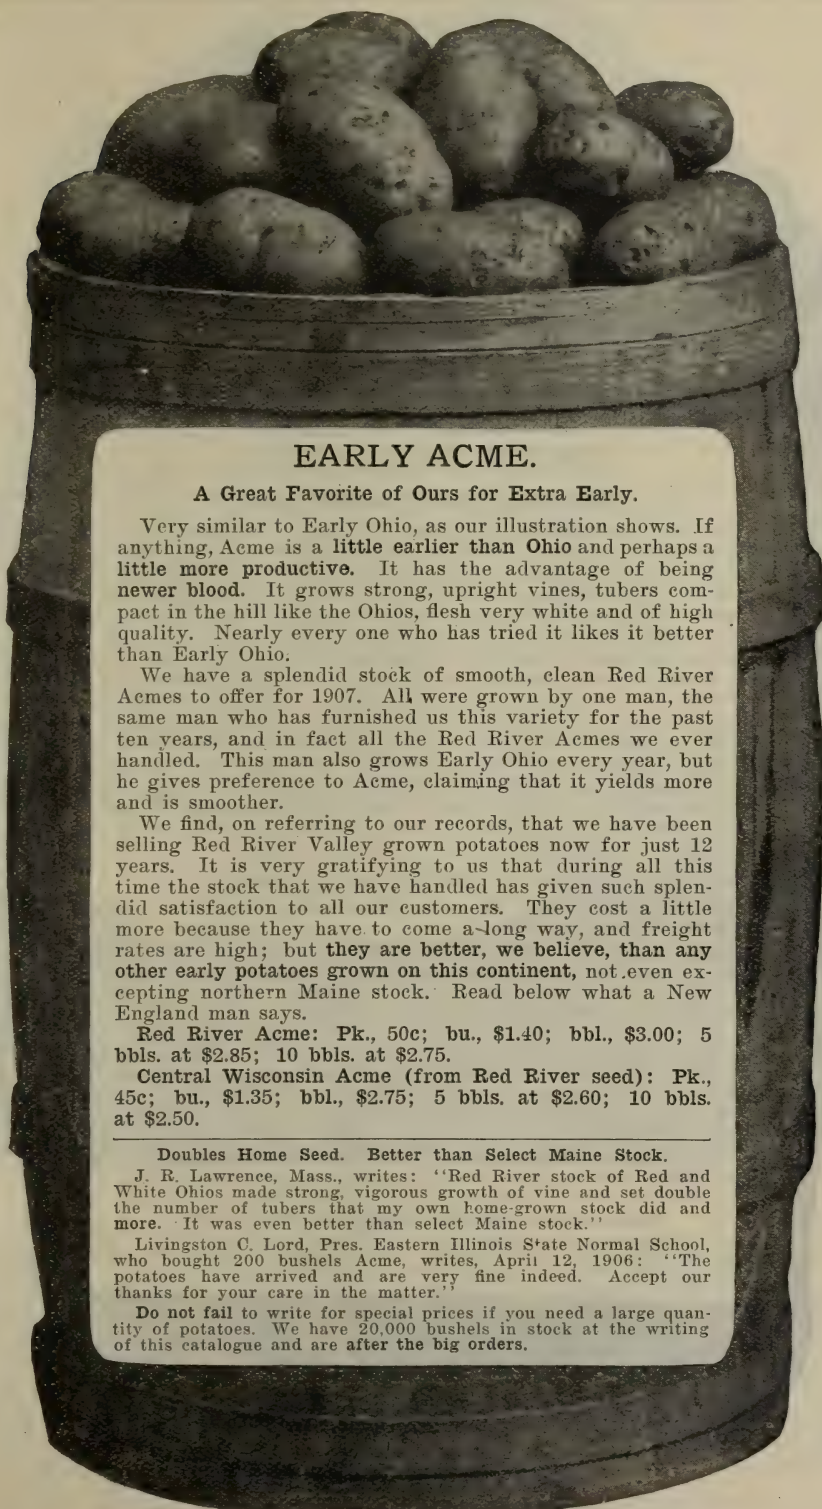 EARLY ACME.
A Great Favorite of Ours for Extra Early.
Very similar to Early Ohio, as our illustration shows. If
anything, Acme is a little earlier than Ohio and perhaps a
little more productive. It has the advantage of being
newer blood. It grows strong, upright vines, tubers com-
pact in the hill like the Ohios, flesh very white and of high
quality. Nearly every one who has tried it likes it better
than Early Ohio.
We have a splendid stock of smooth, clean Red River
Acmes to offer for 1907. All were grown by one man, the
same man who has furnished us this variety for the past
ten years, and in fact all the Red River Acmes we ever
handled. This man also grows Early Ohio every year, but
he gives preference to Acme, claiming that it yields more
and is smoother.
We find, on referring to our records, that we have been
selling Red River Valley grown potatoes now for just 12
years. It is very gratifying to us that during all this
time the stock that we have handled has given such splen-
did satisfaction to all our customers. They cost a little
more because they have to come a long way, and freight
rates are high; but they are better, we believe, than any
other early potatoes grown on this continent, not even ex-
cepting northern Maine stock. Read below what a New
England man says.
Red River Acme: Pk., 50c; bu., $1.40; bbl., $3.00; 5
bbls. at $2.85; 10 bbls. at $2.75.
Central Wisconsin Acme (from Red River seed): Pk.,
45c; bu., $1.35; bbl., $2.75; 5 bbls. at $2.60; 10 bbls.
at $2.50.
Doubles Home Seed. Better than Select Maine Stock.
J. R. Lawrence, Mass., writes: "Red River stock of Red and
White Ohios made strong, vigorous growth of vine and set double
the number of tubers that my own home-grown stock did and
more. It was even better than select Maine stock."
Livingston C. Lord, Pres. Eastern Illinois State Normal School,
who bought 200 bushels Acme, writes, April 12, 1906: "The
potatoes have arrived and are very fine indeed. Accept our
thanks for your care in the matter."
Do not fail to write for special prices if you need a large quan-
tity of potatoes. We have 20,000 bushels in stock at the writing
of this catalogue and are after the big orders.